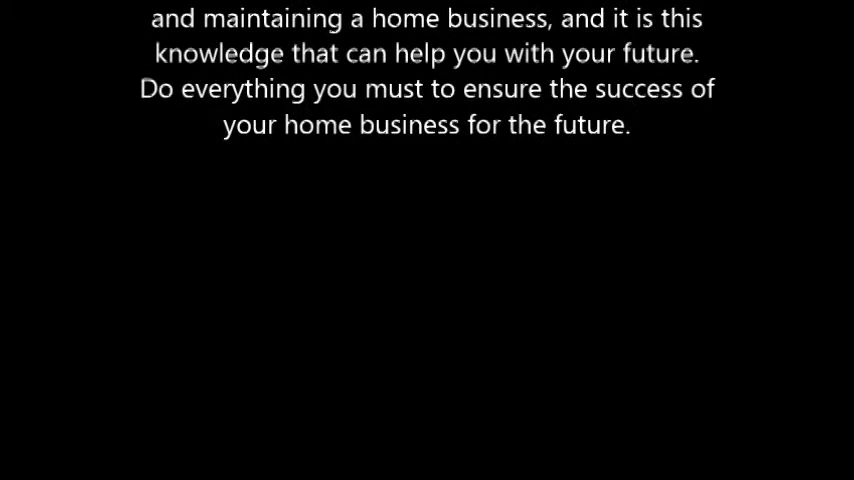 and maintaining a home business, and it is this
knowledge that can help you with your future.
Do everything you must to ensure the success of
your home business for the future.